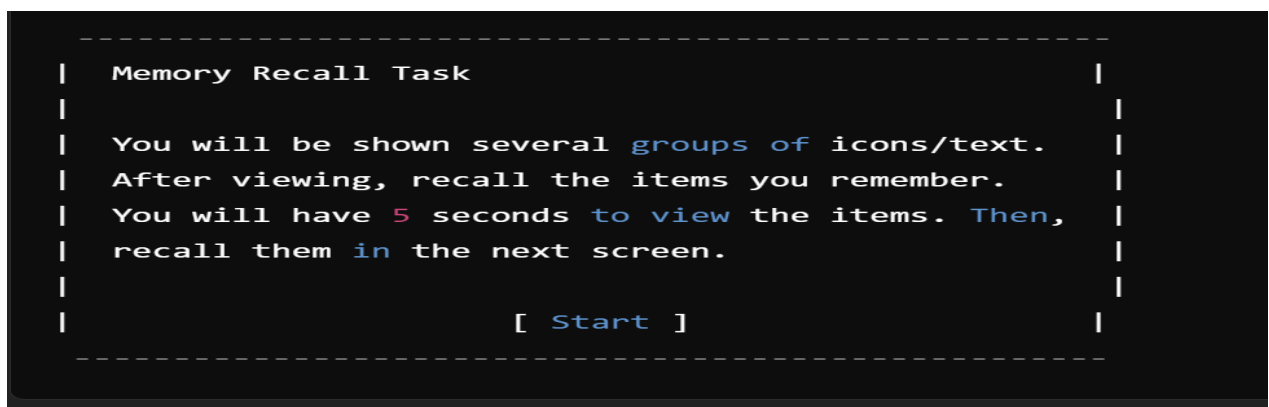 Memory Recall Task
You will be shown several groups of icons/text.
After viewing, recall the items you remember.
You will have 5 seconds to view the items. Then,
recall them in the next screen.
[ Start ]